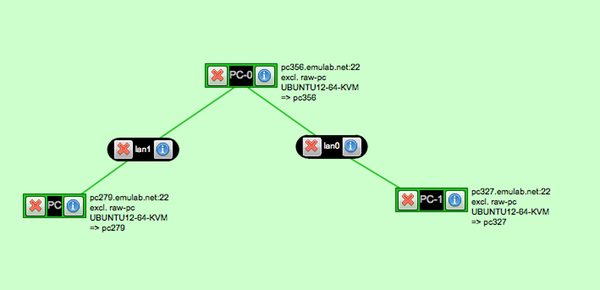 PC-0
pc356.emulab.net:22
excl. raw-pc
UBUNTU12-64-KVM
=> pc356
lan1
lan0
PC
pc279.emulab.net:22
excl. raw-pc
UBUNTU12-64-KVM
=> pc279
PC-1
pc327.emulab.net:22
excl. raw-pc
UBUNTU12-64-KVM
=> pc327